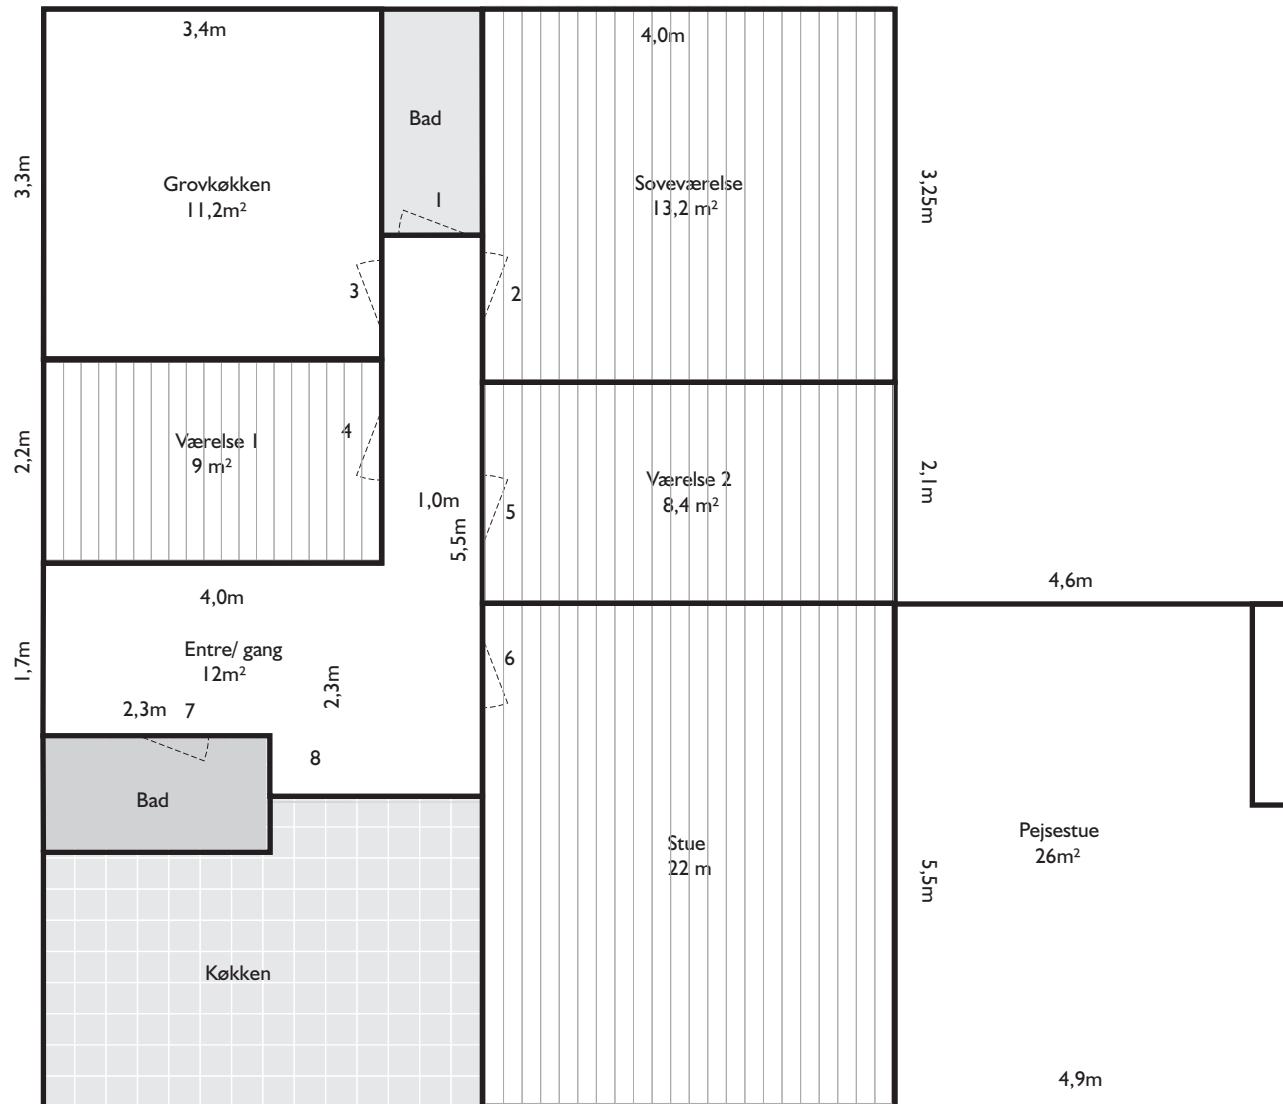 3,4m
4,0m
Bad
3,3m
Grovkøkken
11,2m²
1
Soveværelse
13,2 m²
3,25m
3
2
2,2m
Værelse 1
9 m²
4
1,0m
5,5m
5
Værelse 2
8,4 m²
2,1m
4,0m
4,6m
1,7m
Entre/ gang
12m²
2,3m
6
2,3m
7
8
Bad
Stue
22 m
5,5m
Pejsestue
26m²
Køkken
4,9m